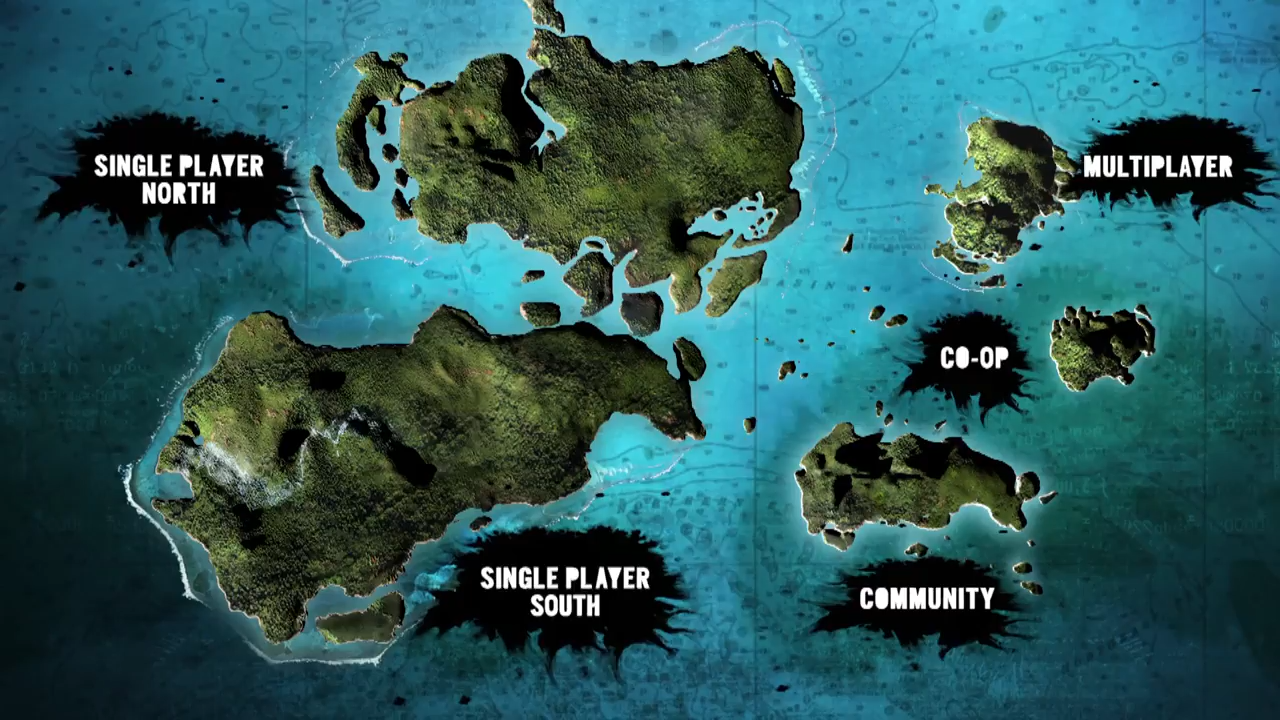 SINGLE PLAYER
NORTH
MULTIPLAYER
CO-OP
SINGLE PLAYER
SOUTH
COMMUNITY